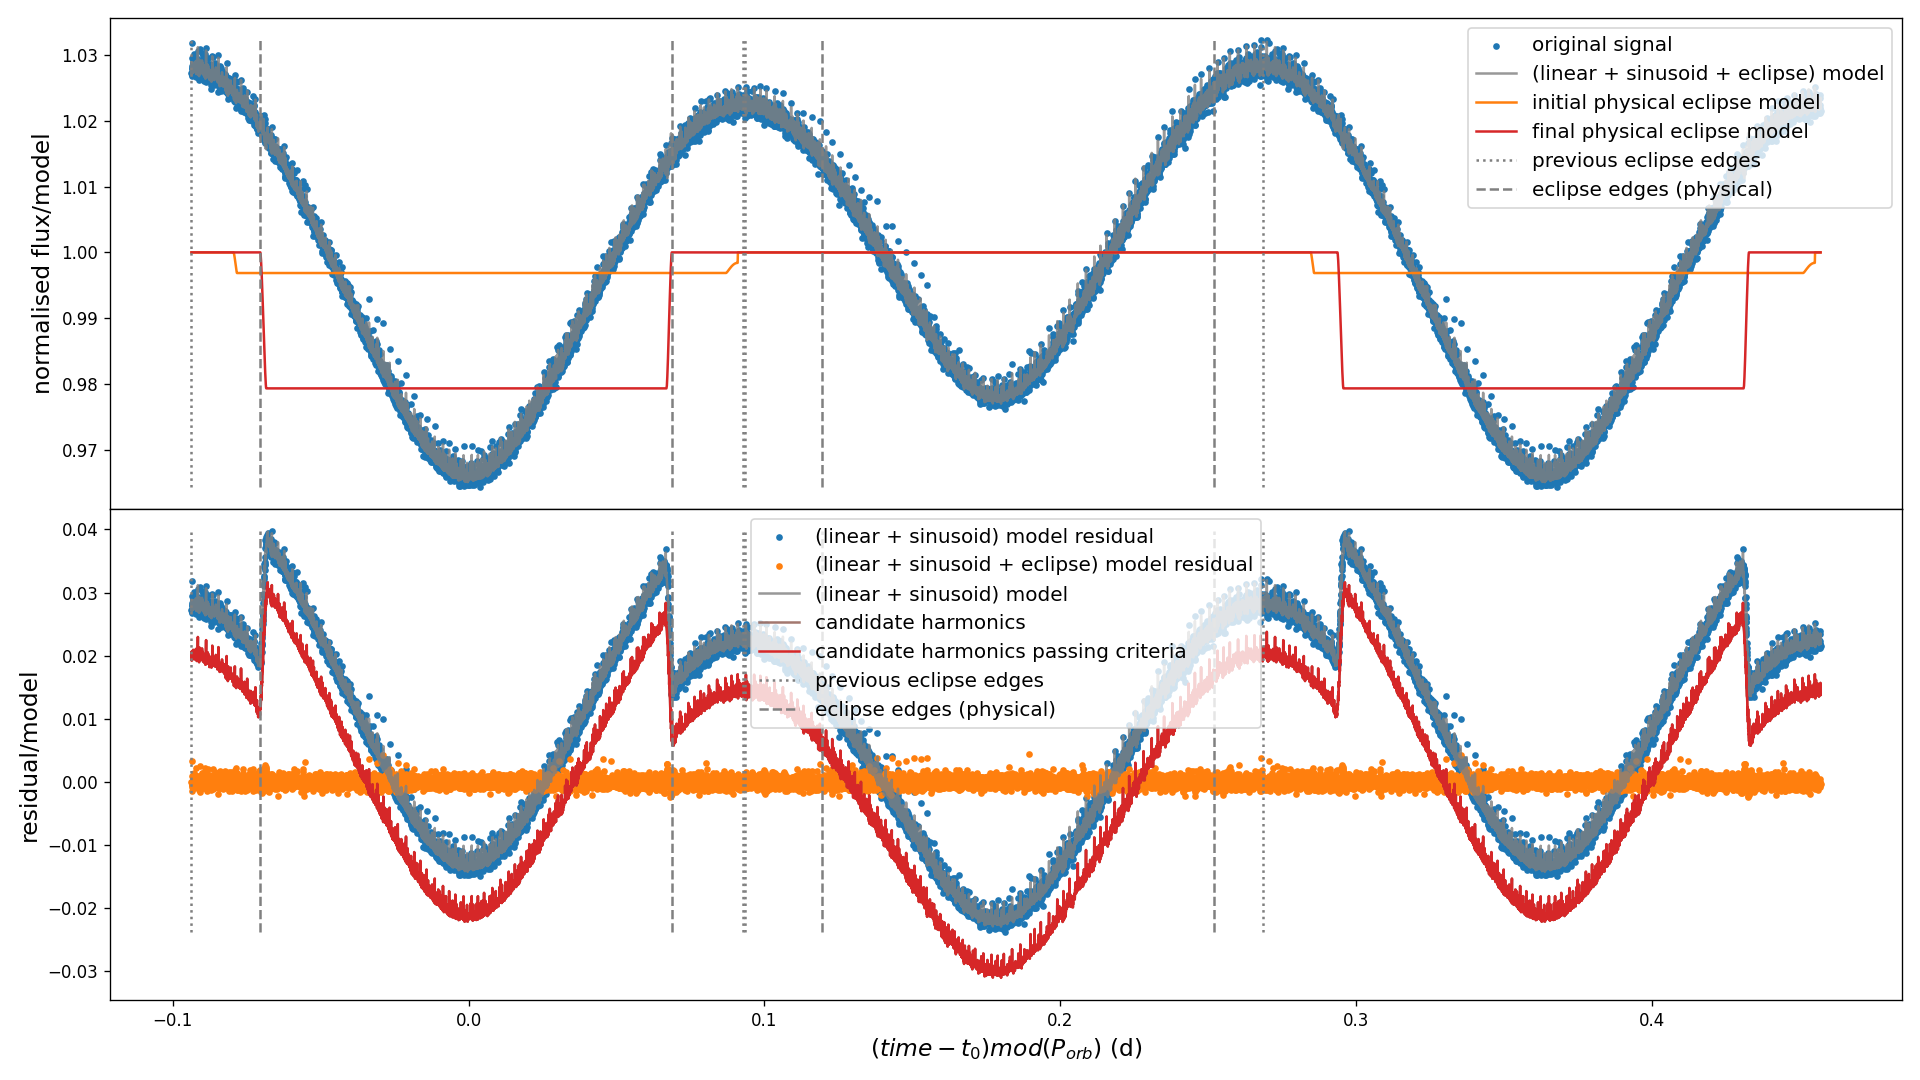 normalised flux/model
1.03
1.02
1.01
1.00
0.99
0.98
0.97
original signal
(linear + sinusoid + eclipse) model
initial physical eclipse model
final physical eclipse model
previous eclipse edges
eclipse edges (physical)
residual/model
0.04
0.03
0.02
0.01
0.00
−0.01
−0.02
−0.03
(linear + sinusoid) model residual
(linear + sinusoid + eclipse) model residual
(linear + sinusoid) model
candidate harmonics
candidate harmonics passing criteria
previous eclipse edges
eclipse edges (physical)
−0.1 0.0 0.1 0.2 0.3 0.4
(time − t₀)mod(P_orb) (d)